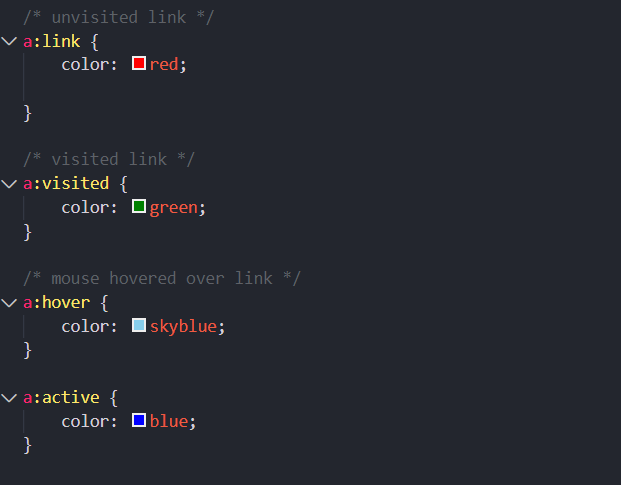 /* unvisited link */
a:link {
color: red;
}
/* visited link */
a:visited {
color: green;
}
/* mouse hovered over link */
a:hover {
color: skyblue;
}
a:active {
color: blue;
}